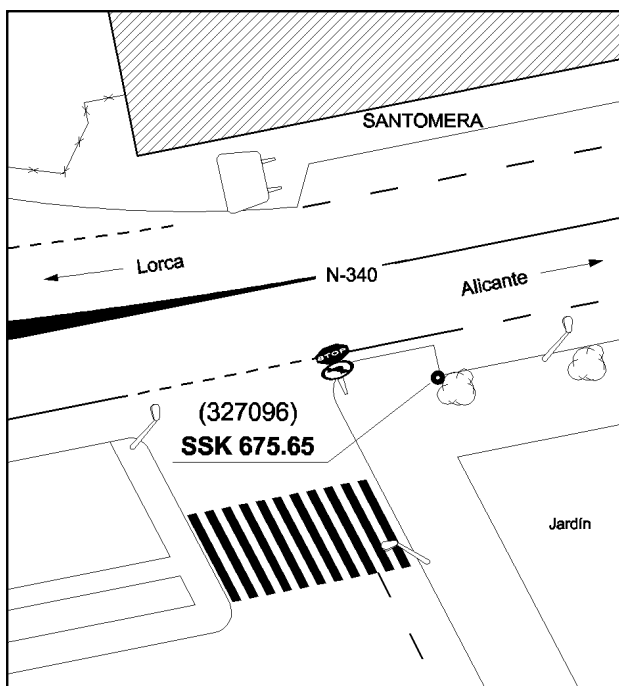 SANTOMERA
Lorca
N-340
Alicante
STOP
(327096)
SSK 675.65
Jardín